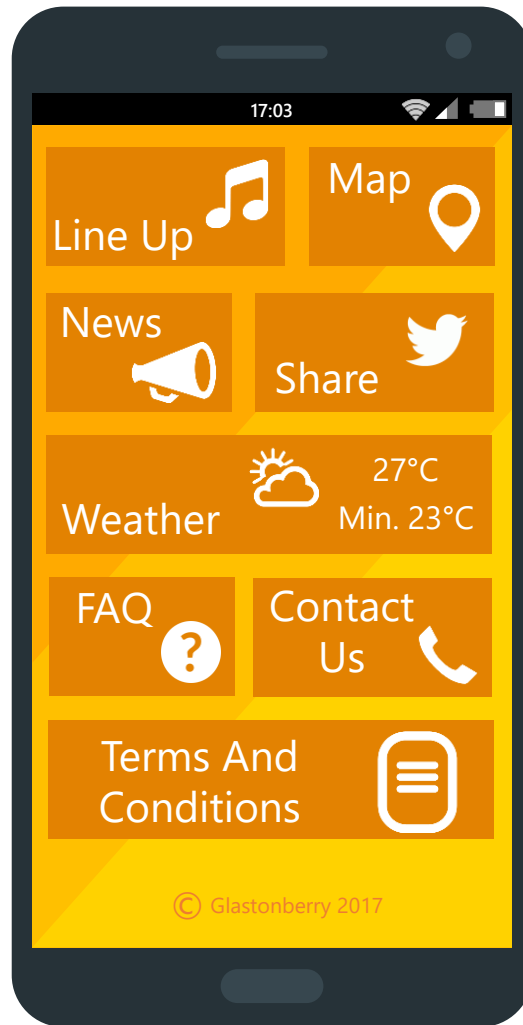 17:03
Line Up
Map
News
Share
Weather
27°C
Min. 23°C
FAQ
?
Contact
Us
Terms And
Conditions
© Glastonberry 2017